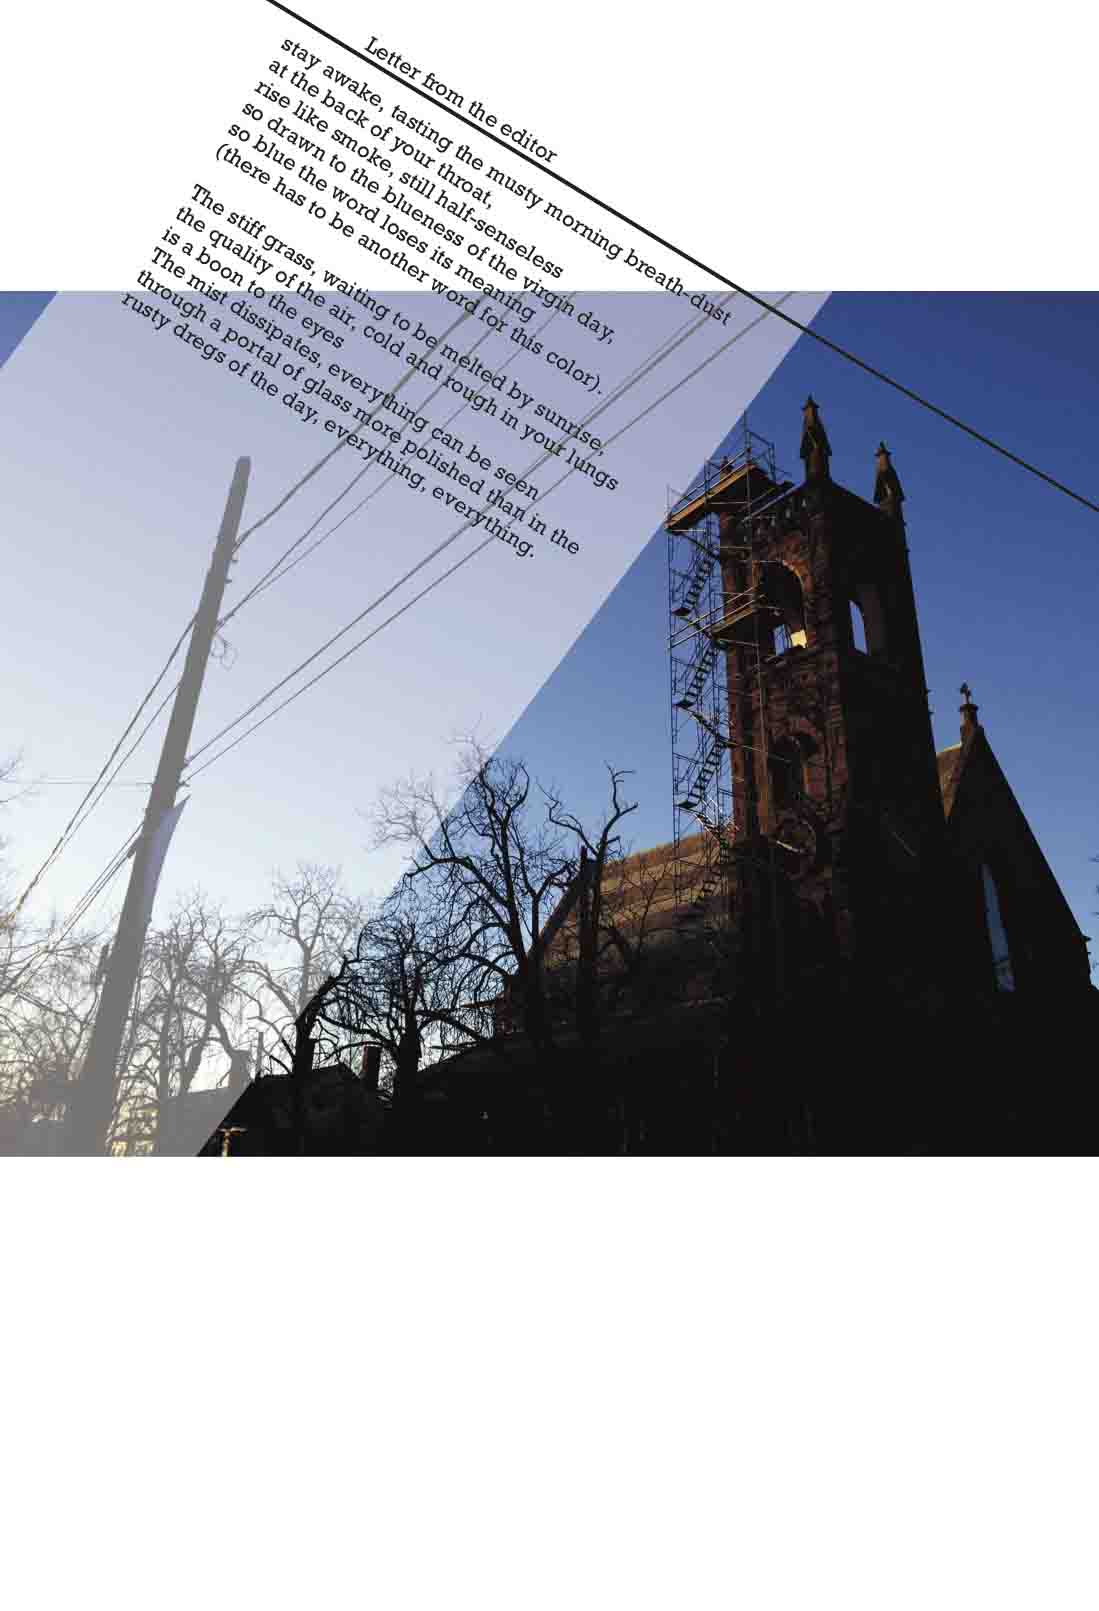 Letter from the editor
stay awake, tasting the musty morning breath-dust
at the back of your throat,
rise like smoke, still half-senseless
so drawn to the blueness of the virgin day,
so blue the word loses its meaning
(there has to be another word for this color).
The stiff grass, waiting to be melted by sunrise,
the quality of the air, cold and rough in your lungs
is a boon to the eyes
The mist dissipates, everything can be seen
through a portal of glass more polished than in the
rusty dregs of the day, everything, everything.